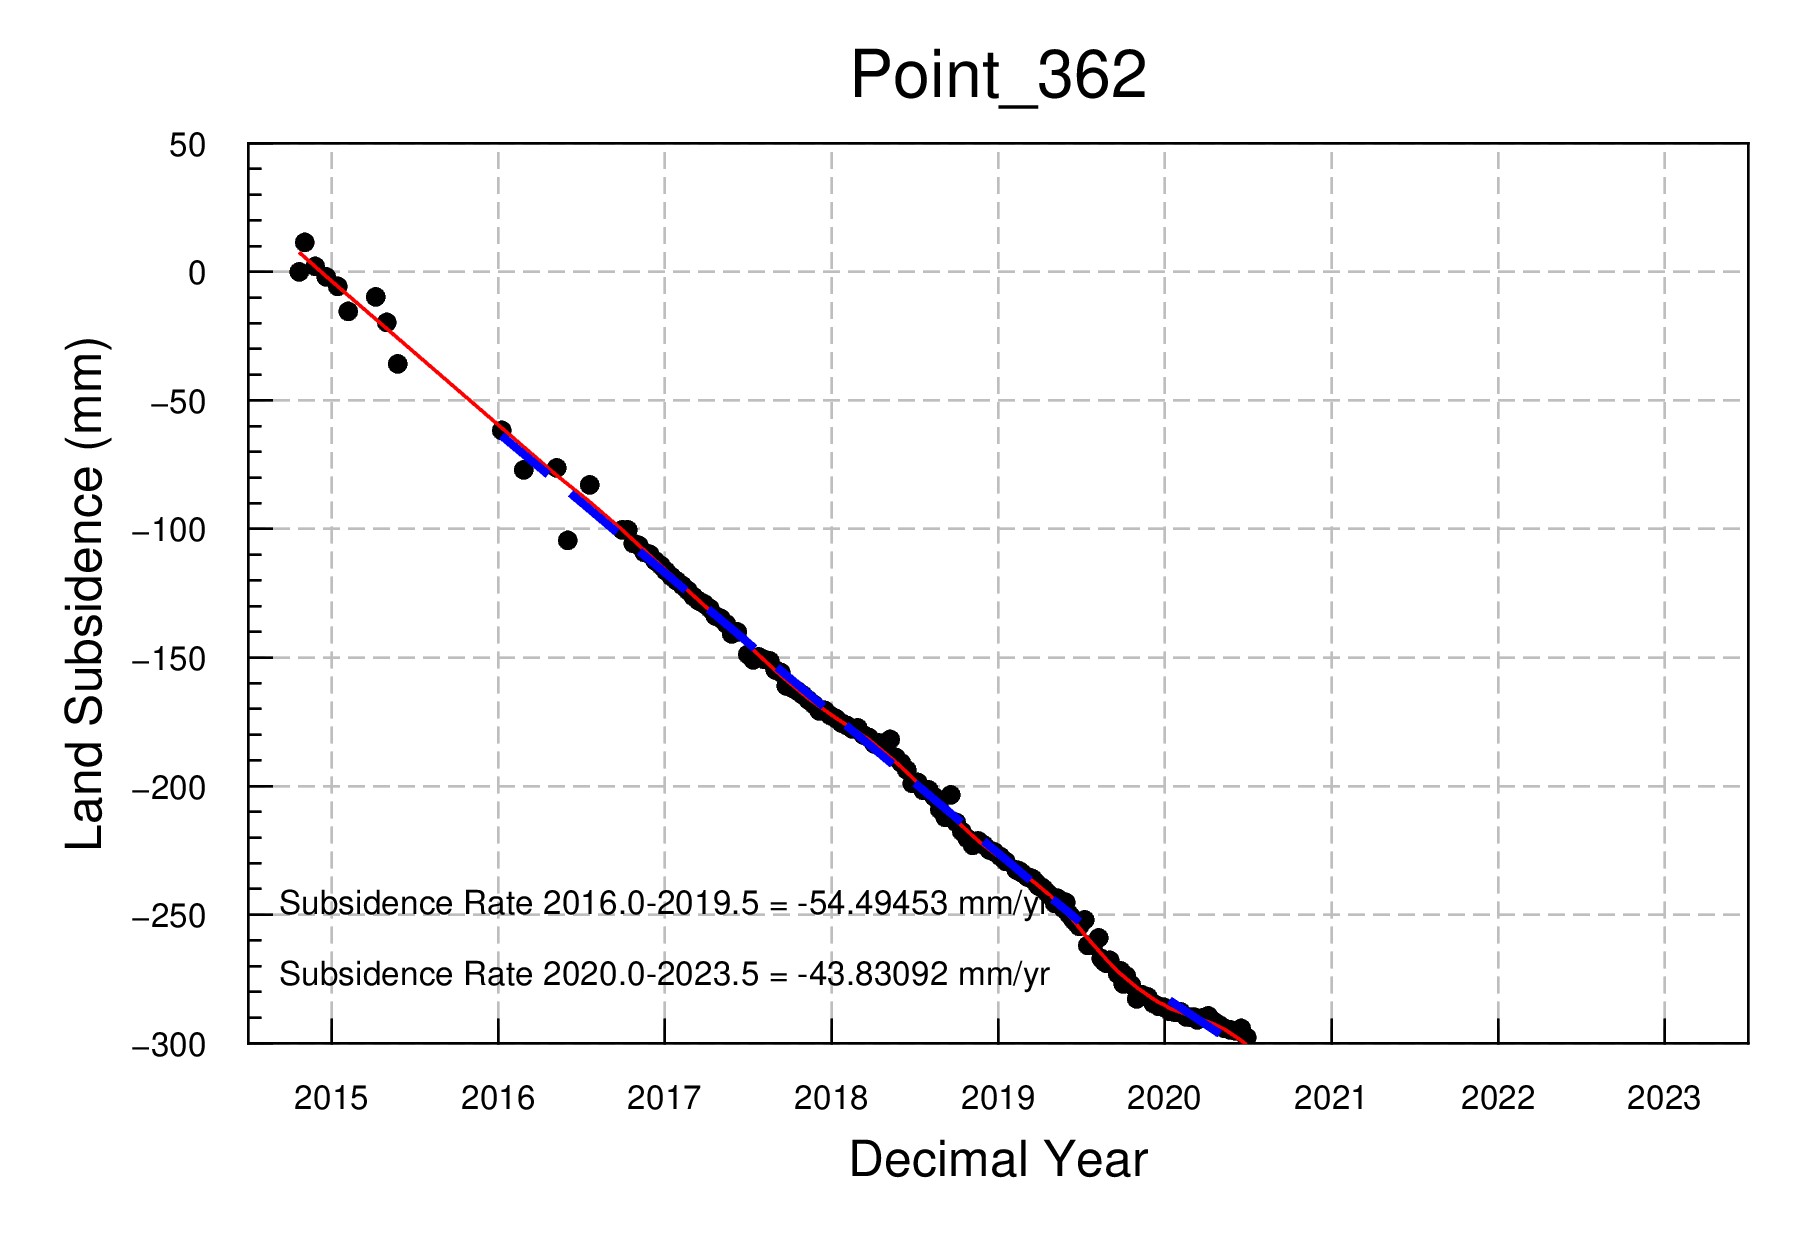 Point_362
50
0
−50
−100
−150
−200
−250
−300
Land Subsidence (mm)
Subsidence Rate 2016.0-2019.5 = -54.49453 mm/yr
Subsidence Rate 2020.0-2023.5 = -43.83092 mm/yr
2015 2016 2017 2018 2019 2020 2021 2022 2023
Decimal Year